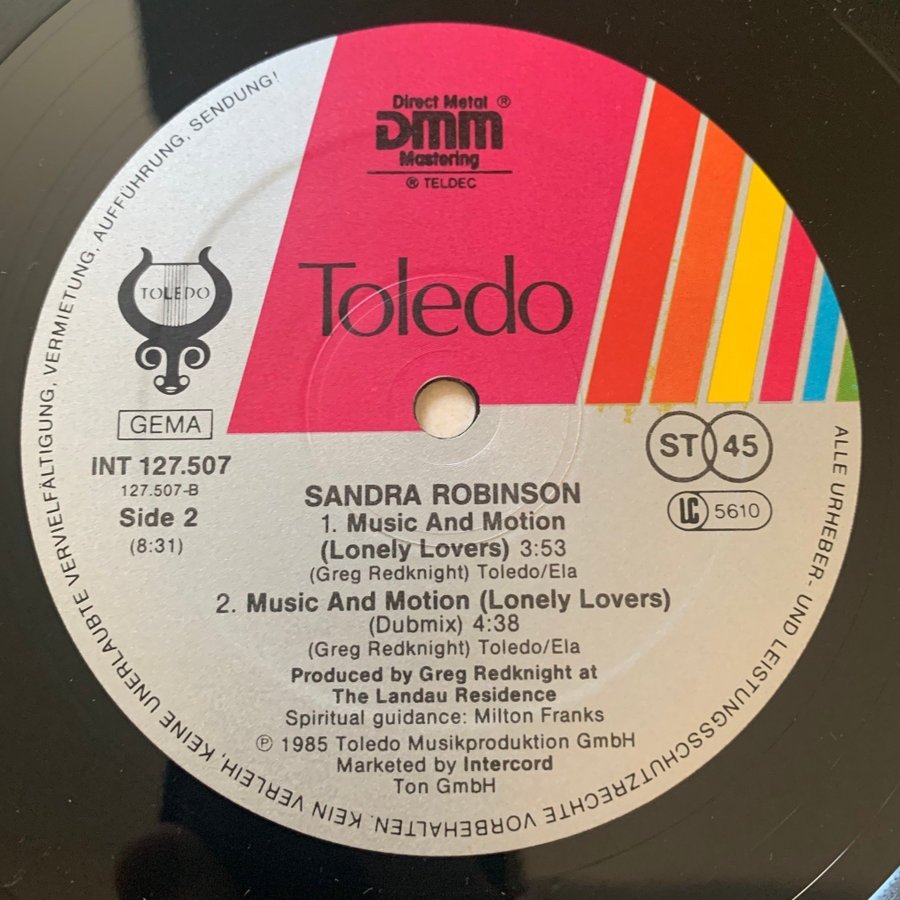 Direct Metal ®
DMM
Mastering
® TELDEC
Toledo
TOLEDO
GEMA
INT 127.507
127.507-B
Side 2
(8:31)
ST 45
LC 5610
SANDRA ROBINSON
1. Music And Motion
(Lonely Lovers) 3:53
(Greg Redknight) Toledo/Ela
2. Music And Motion (Lonely Lovers)
(Dubmix) 4:38
(Greg Redknight) Toledo/Ela
Produced by Greg Redknight at
The Landau Residence
Spiritual guidance: Milton Franks
℗ 1985 Toledo Musikproduktion GmbH
Marketed by Intercord
Ton GmbH
ALLE URHEBER- UND LEISTUNGSSCHUTZRECHTE VORBEHALTEN. KEIN VERLEIH, KEINE UNERLAUBTE VERVIELFÄLTIGUNG, VERMIETUNG, AUFFÜHRUNG, SENDUNG!